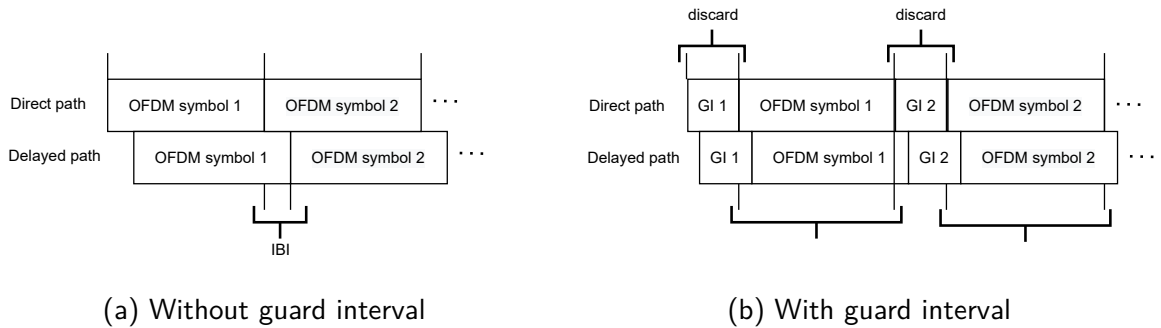 discard discard
Direct path OFDM symbol 1 OFDM symbol 2 ...
Delayed path OFDM symbol 1 OFDM symbol 2 ...
IBI
(a) Without guard interval
Direct path GI 1 OFDM symbol 1 GI 2 OFDM symbol 2 ...
Delayed path GI 1 OFDM symbol 1 GI 2 OFDM symbol 2 ...
(b) With guard interval